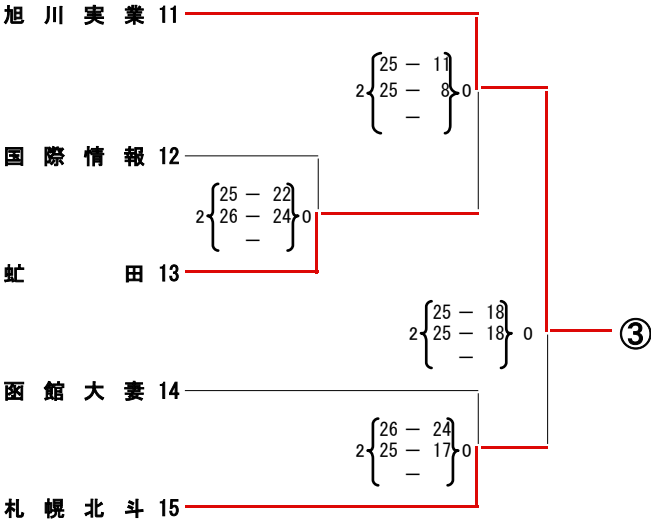 旭川実業 11
25 － 11
2 25 － 8 0
－
国際情報 12
25 － 22
2 26 － 24 0
－
虻田 13
25 － 18
2 25 － 18 0
－
③
函館大妻 14
26 － 24
2 25 － 17 0
－
札幌北斗 15